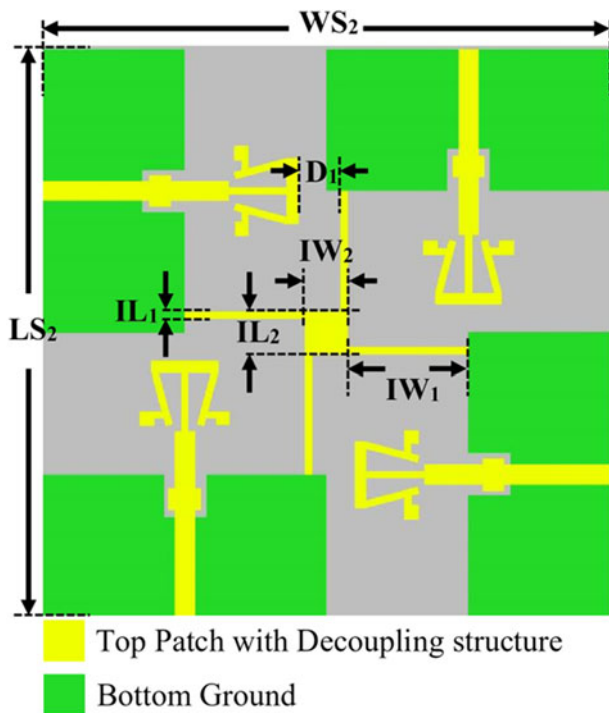 WS₂
D₁
IW₂
IL₁
IL₂
LS₂
IW₁
Top Patch with Decoupling structure
Bottom Ground